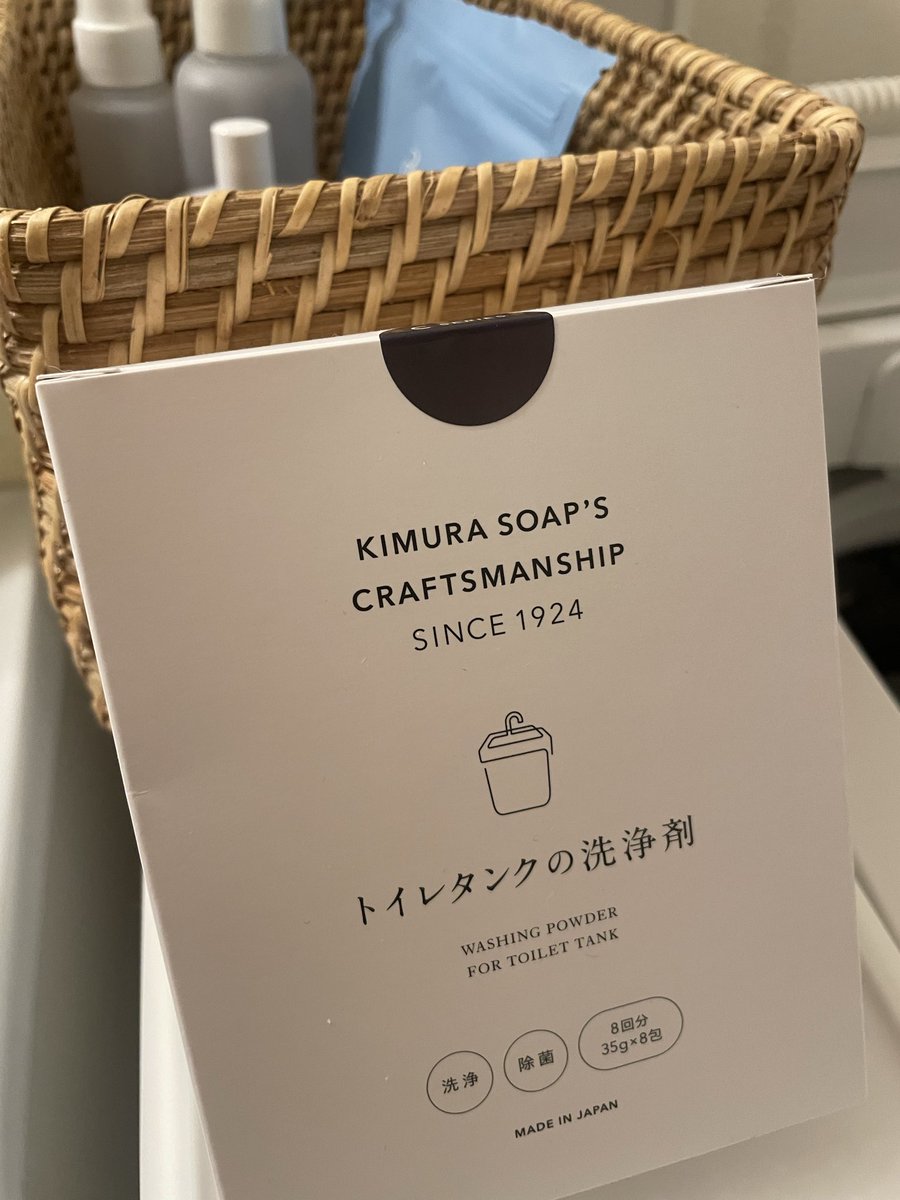 KIMURA SOAP'S
CRAFTSMANSHIP
SINCE 1924
トイレタンクの洗浄剤
WASHING POWDER
FOR TOILET TANK
洗浄
除菌
8回分
35g×8包
MADE IN JAPAN